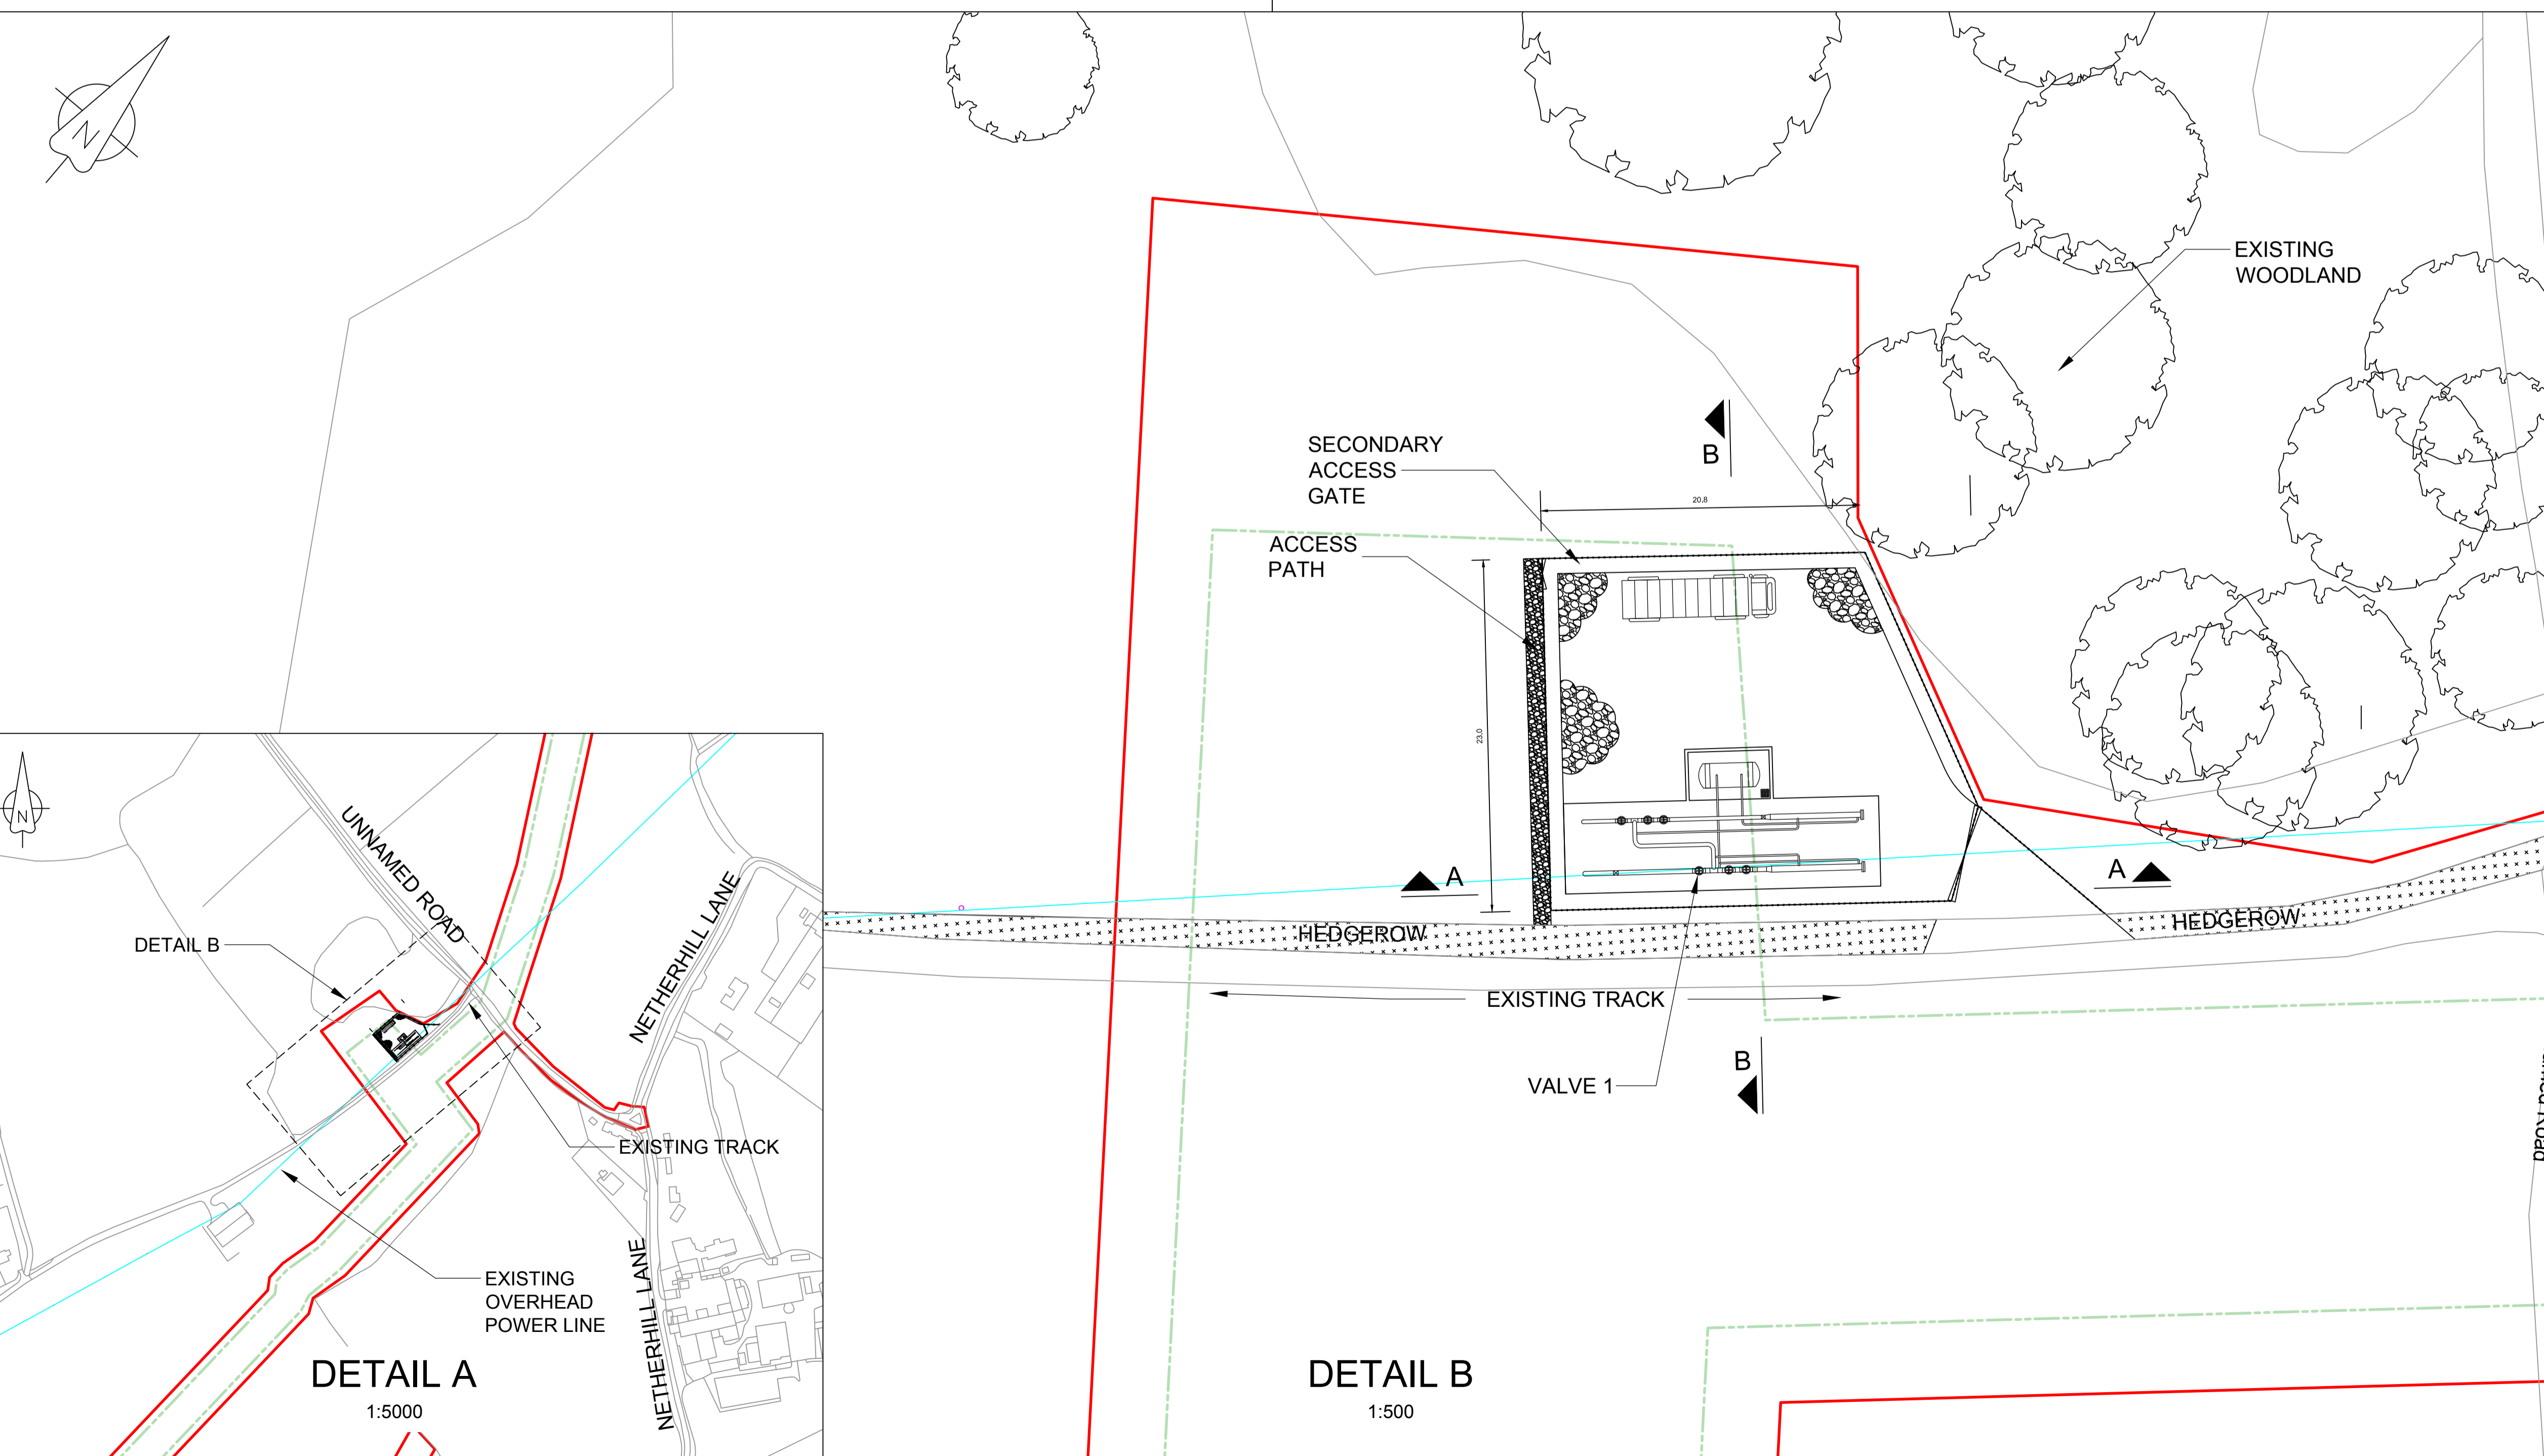 N
EXISTING
WOODLAND
B
SECONDARY
ACCESS
GATE
20,8
ACCESS
PATH
23,0
A
A
HEDGEROW
HEDGEROW
EXISTING TRACK
B
VALVE 1
DETAIL B
1:500
N
UNNAMED ROAD
DETAIL B
NETHERHILL LANE
EXISTING TRACK
EXISTING
OVERHEAD
POWER LINE
NETHERHILL LANE
DETAIL A
1:5000
Road